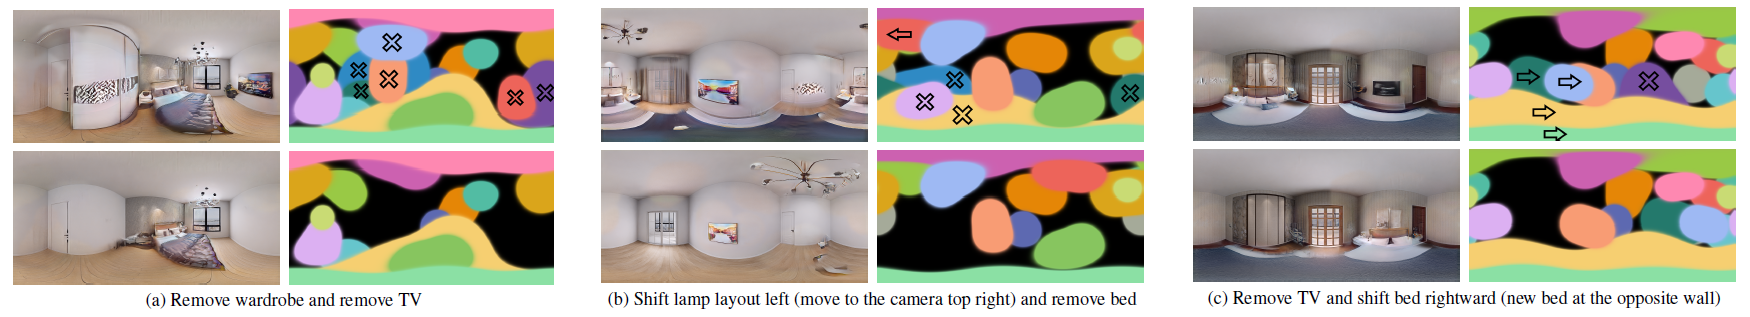 (a) Remove wardrobe and remove TV
(b) Shift lamp layout left (move to the camera top right) and remove bed
(c) Remove TV and shift bed rightward (new bed at the opposite wall)